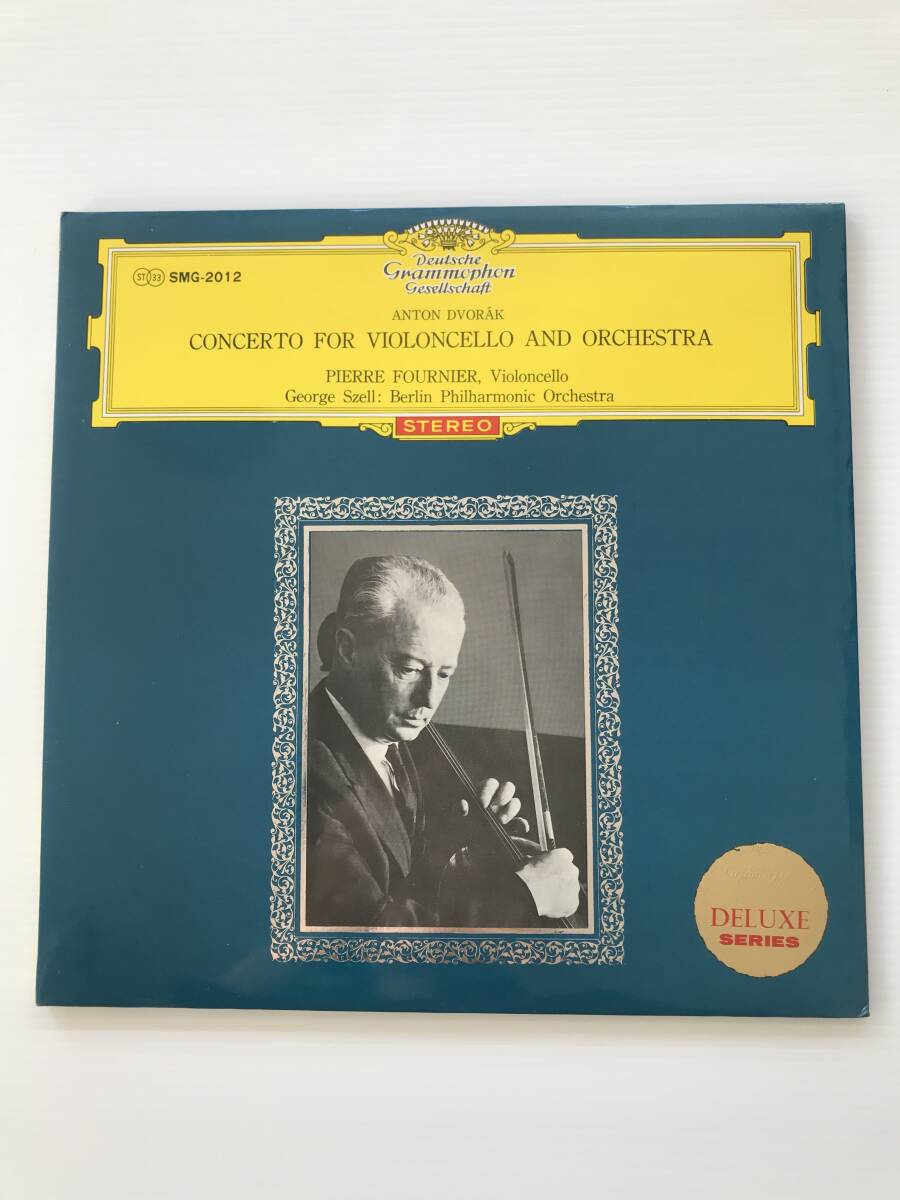 Deutsche
Grammophon
Gesellschaft
ST 33 SMG-2012
ANTON DVORÁK
CONCERTO FOR VIOLONCELLO AND ORCHESTRA
PIERRE FOURNIER, Violoncello
George Szell: Berlin Philharmonic Orchestra
STEREO
DELUXE
SERIES